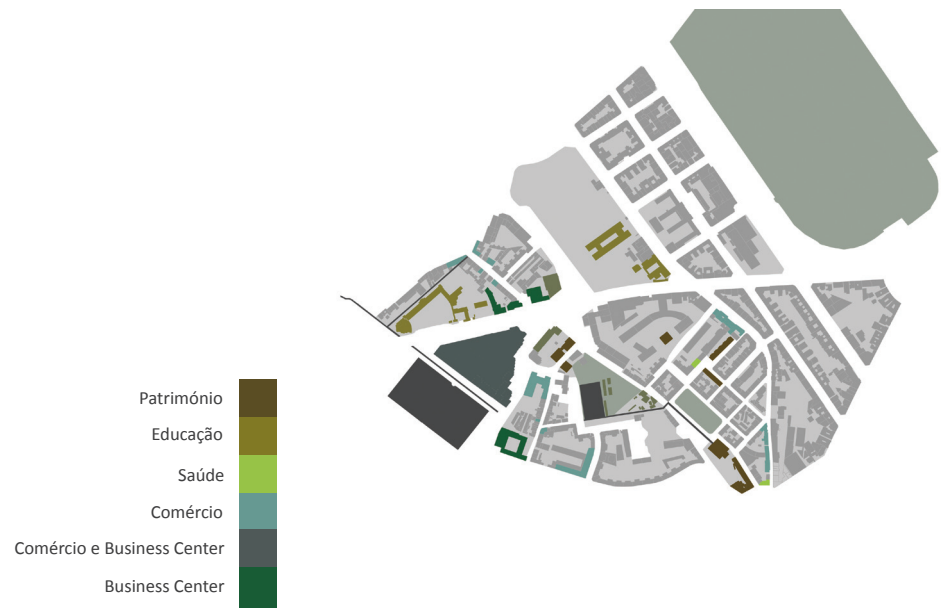 Património
Educação
Saúde
Comércio
Comércio e Business Center
Business Center